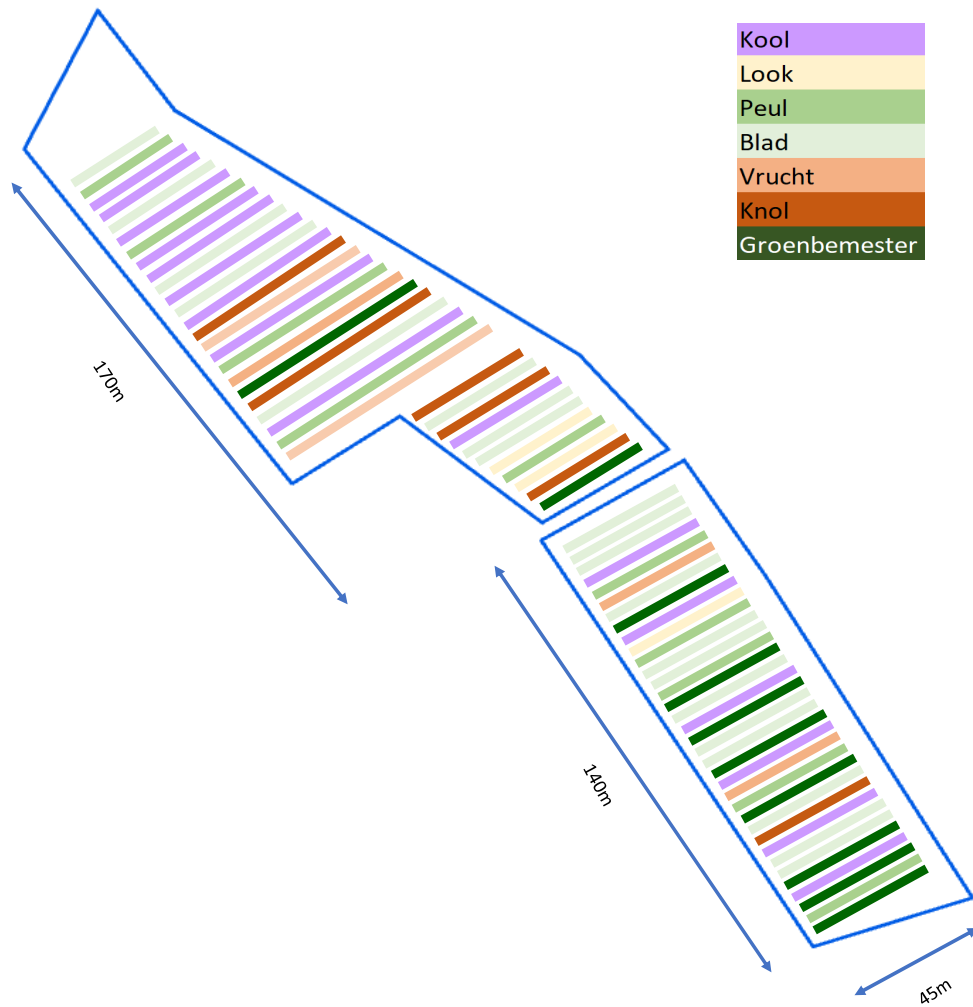 Kool
Look
Peul
Blad
Vrucht
Knol
Groenbemester
170m
140m
45m